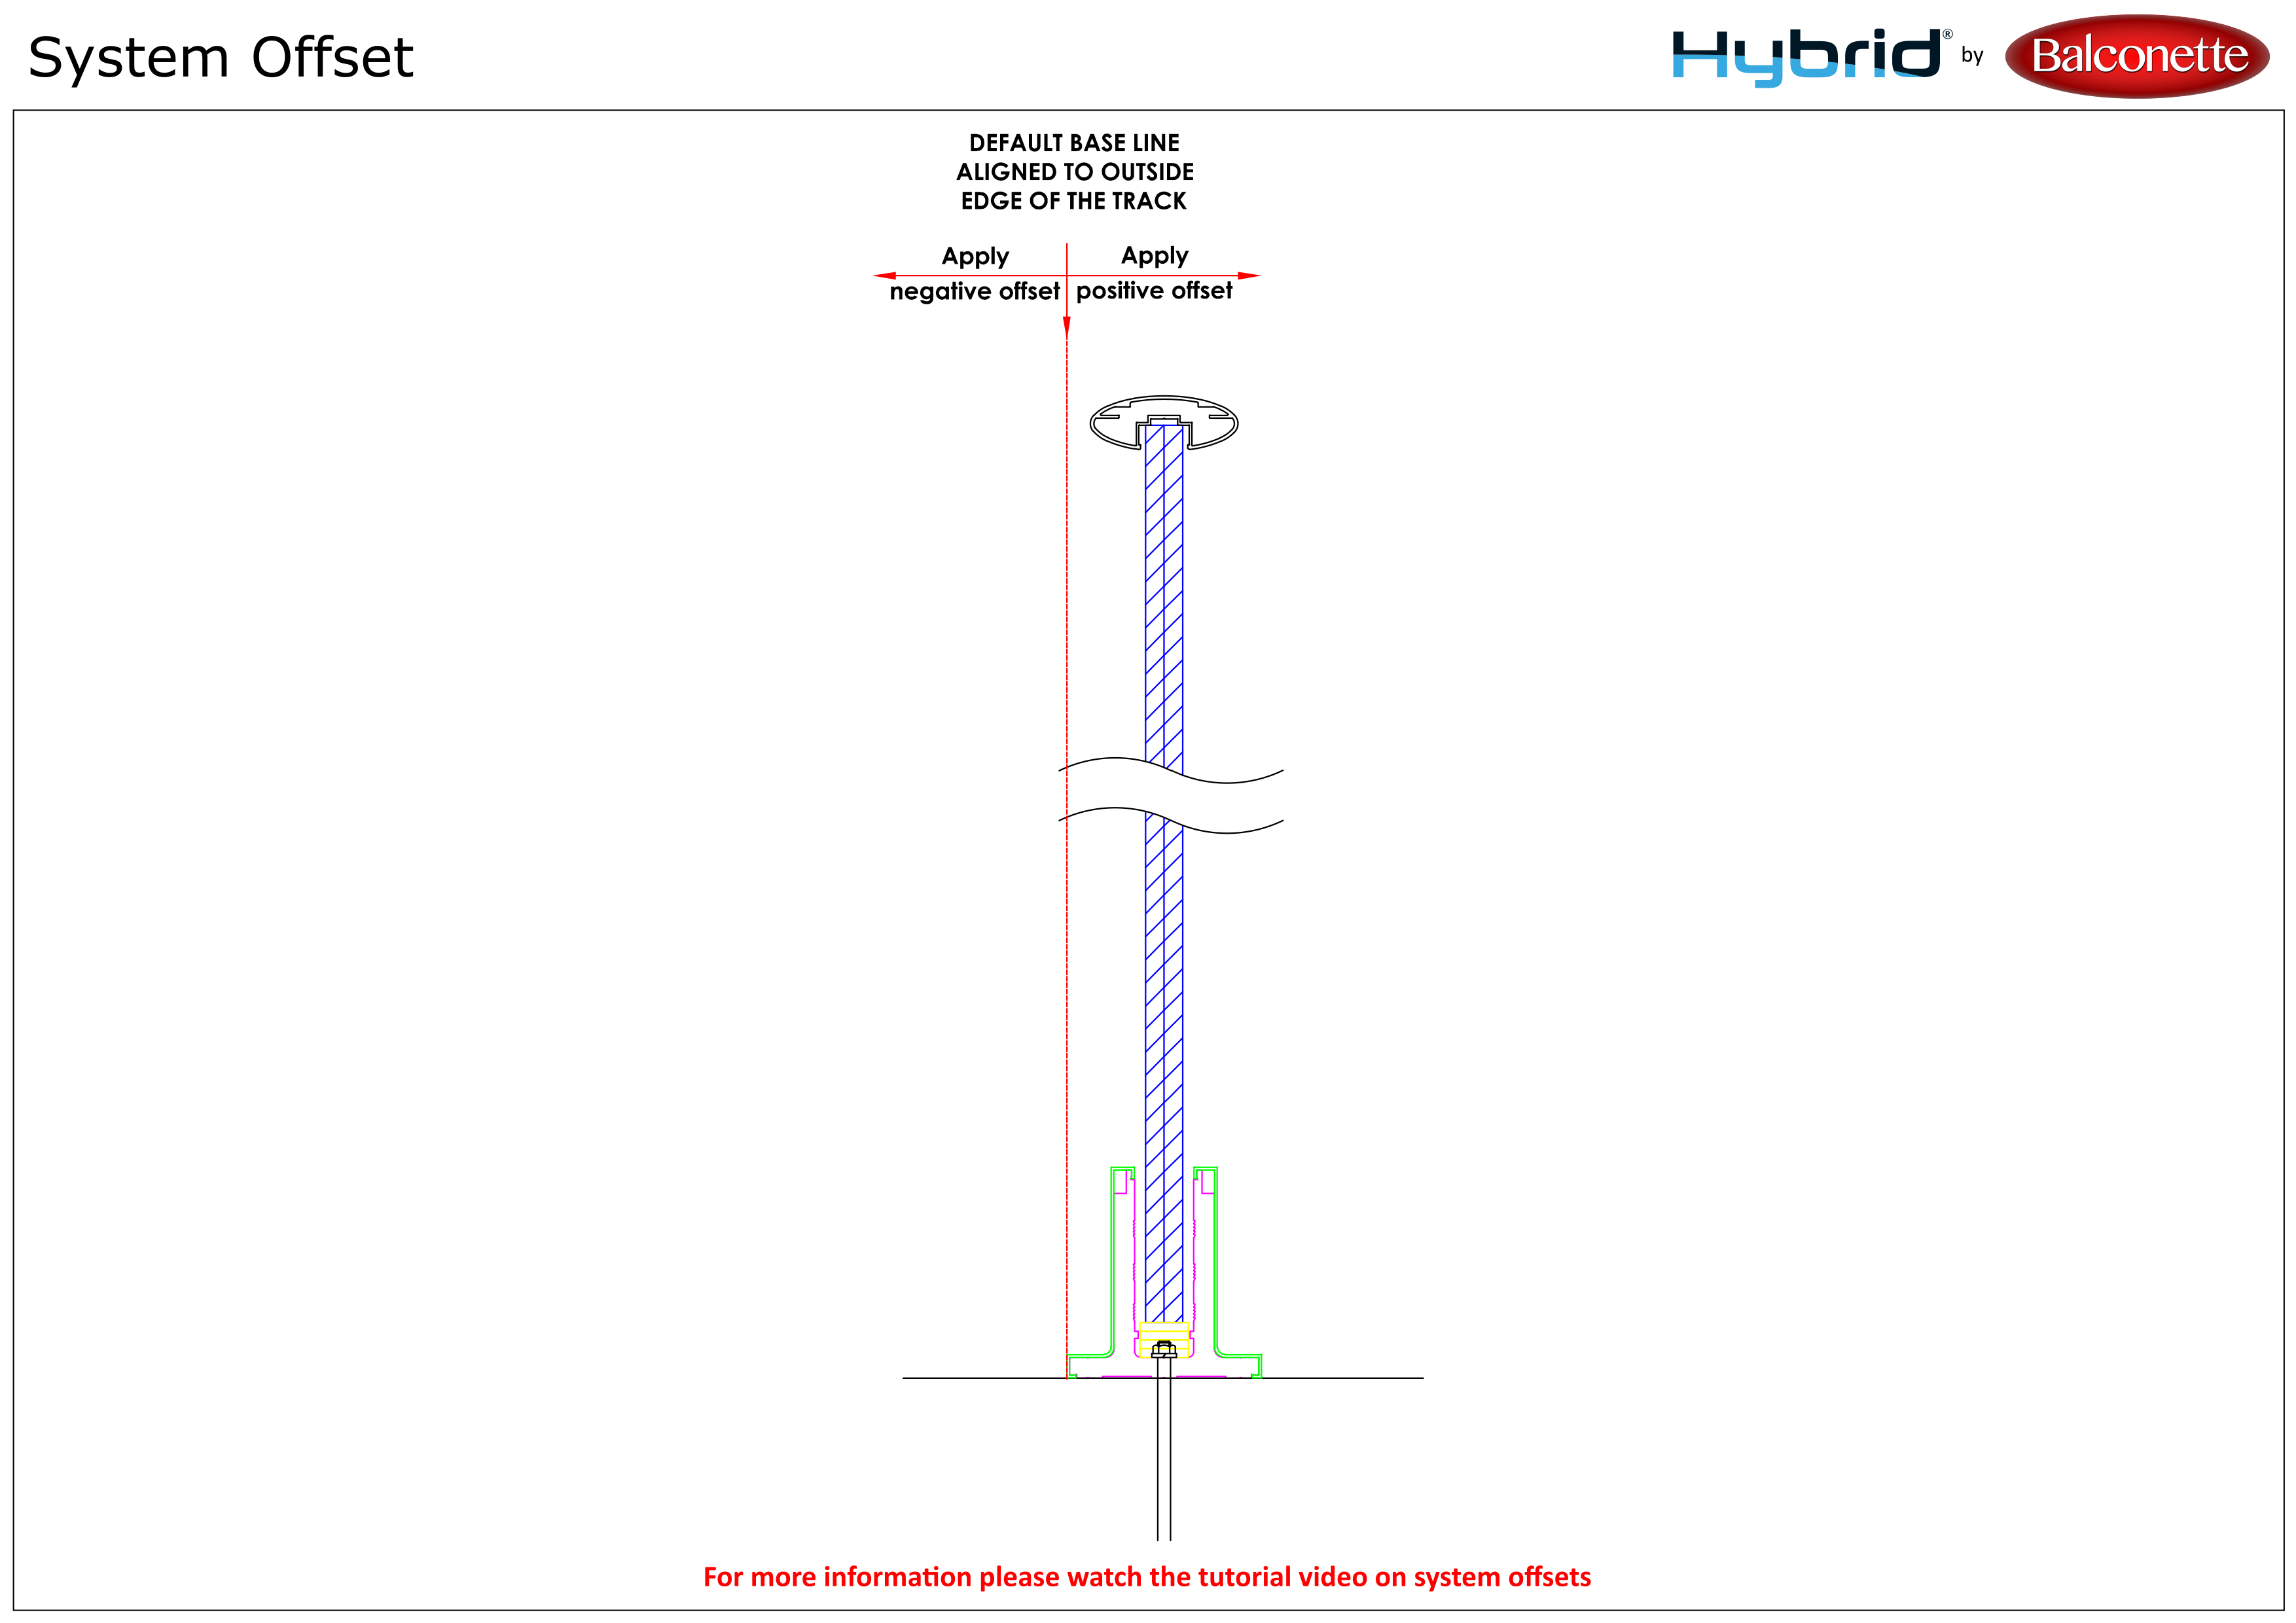 System Offset
Hybrid® by Balconette
DEFAULT BASE LINE
ALIGNED TO OUTSIDE
EDGE OF THE TRACK
Apply
negative offset
Apply
positive offset
For more information please watch the tutorial video on system offsets